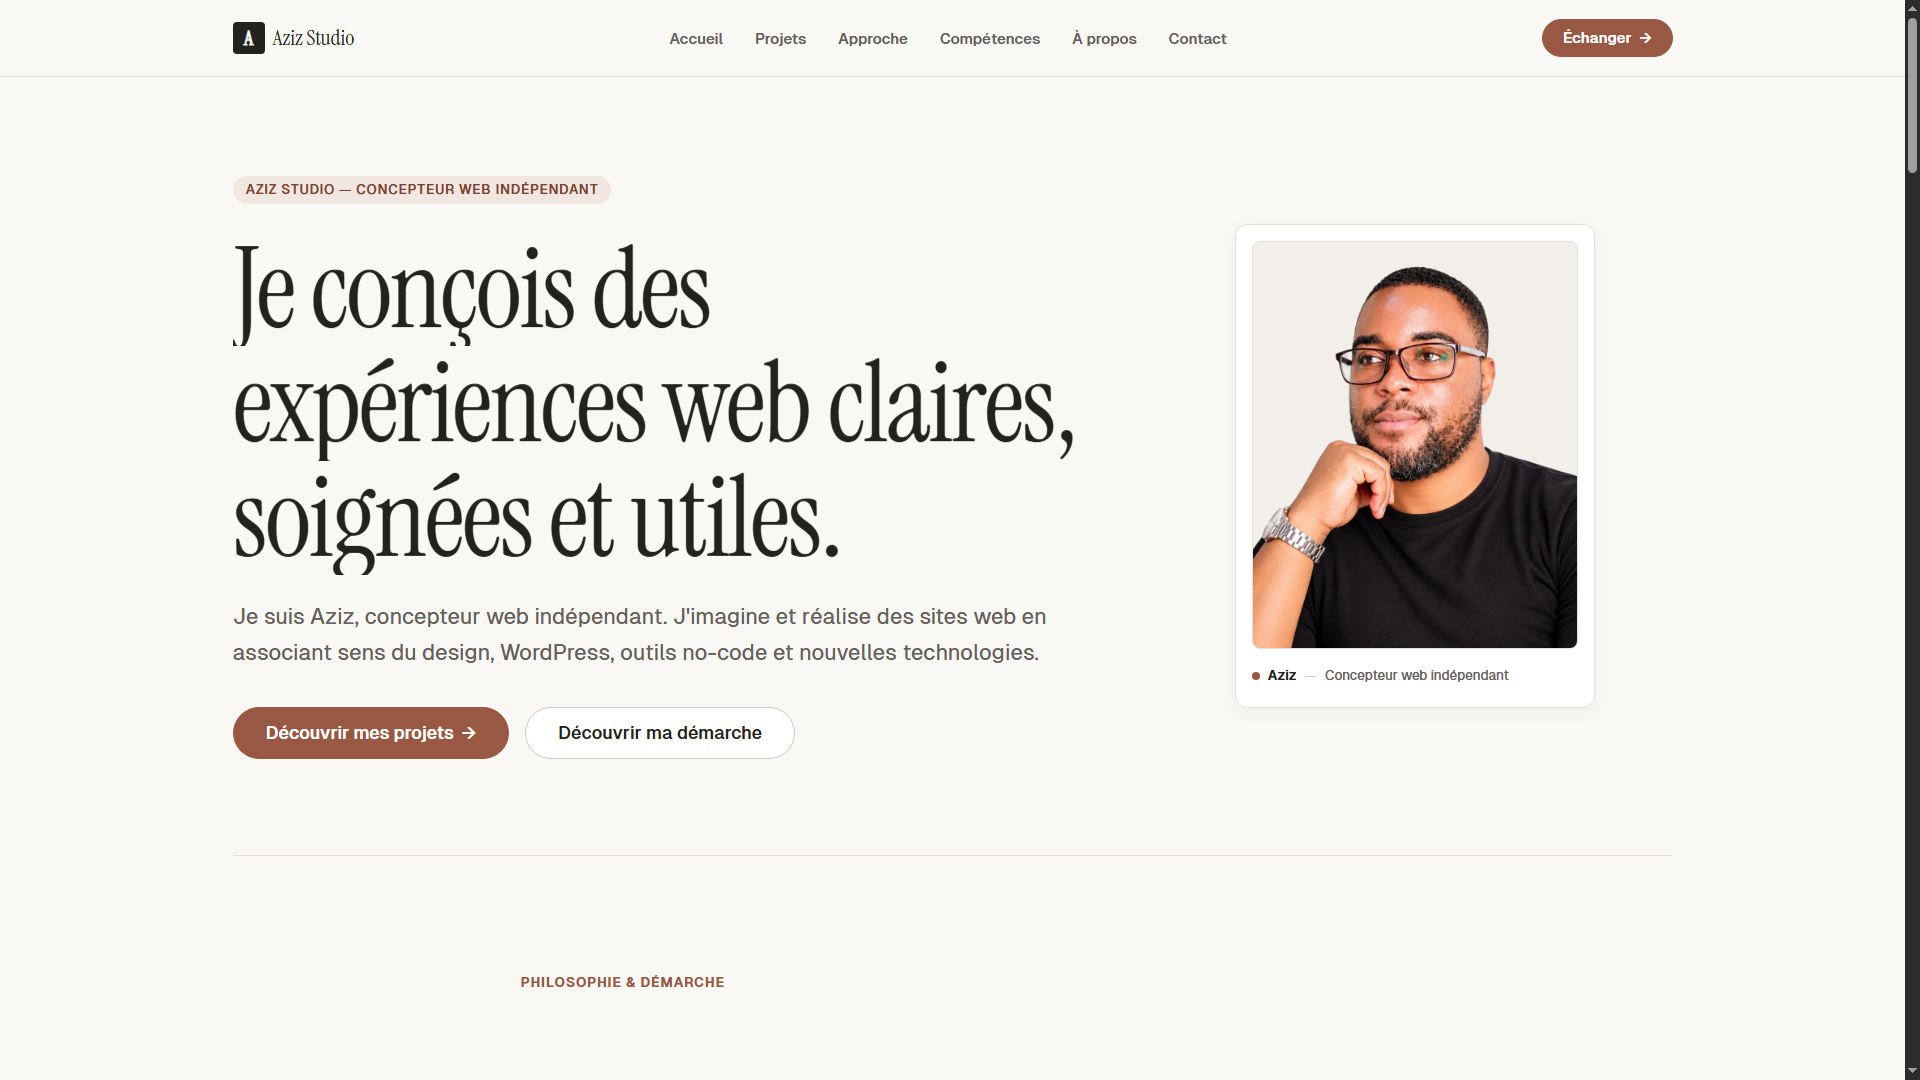 A Aziz Studio
Accueil Projets Approche Compétences À propos Contact
Échanger →
AZIZ STUDIO — CONCEPTEUR WEB INDÉPENDANT
Je conçois des
expériences web claires,
soignées et utiles.
Je suis Aziz, concepteur web indépendant. J'imagine et réalise des sites web en
associant sens du design, WordPress, outils no-code et nouvelles technologies.
Découvrir mes projets →
Découvrir ma démarche
Aziz — Concepteur web indépendant
PHILOSOPHIE & DÉMARCHE